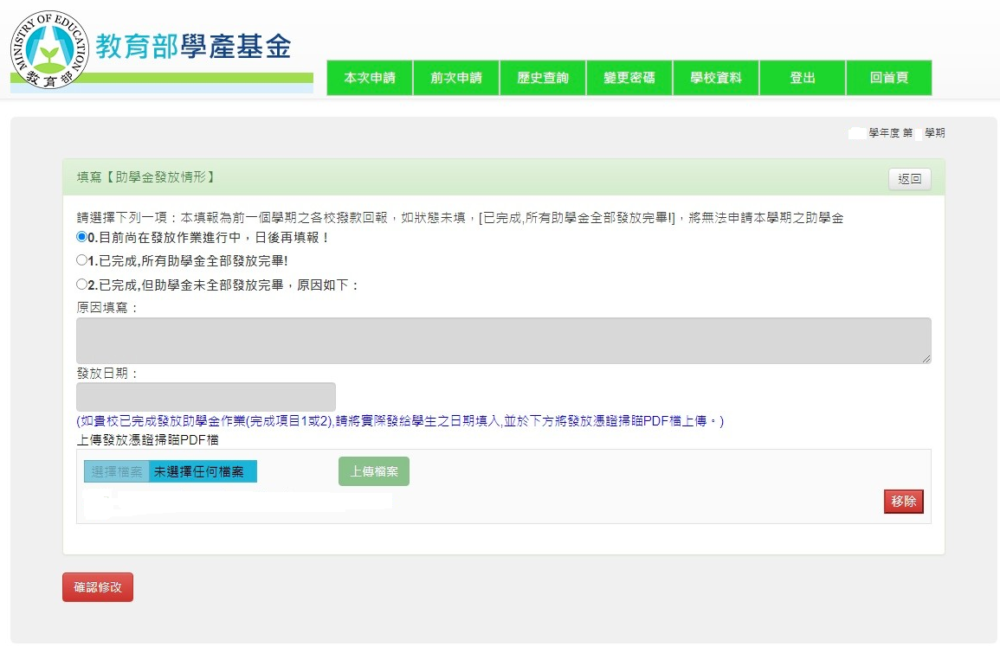 MINISTRY OF EDUCATION
教育部
教育部學產基金
本次申請 前次申請 歷史查詢 變更密碼 學校資料 登出 回首頁
學年度 第 學期
填寫【助學金發放情形】
返回
請選擇下列一項：本填報為前一個學期之各校撥款回報，如狀態未填，[已完成,所有助學金全部發放完畢!]，將無法申請本學期之助學金
0.目前尚在發放作業進行中，日後再填報！
1.已完成,所有助學金全部發放完畢!
2.已完成,但助學金未全部發放完畢，原因如下：
原因填寫：
發放日期：
(如貴校已完成發放助學金作業(完成項目1或2),請將實際發給學生之日期填入,並於下方將發放憑證掃瞄PDF檔上傳。)
上傳發放憑證掃瞄PDF檔
選擇檔案 未選擇任何檔案 上傳檔案
移除
確認修改